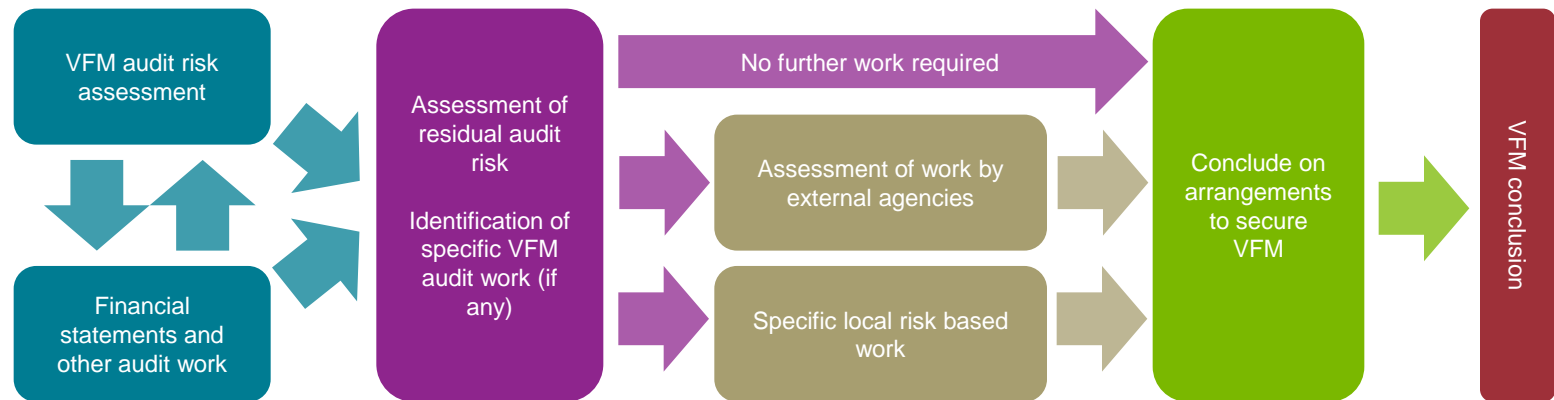 VFM audit risk
assessment
Financial
statements and
other audit work
Assessment of
residual audit
risk
Identification of
specific VFM
audit work (if
any)
No further work required
Assessment of work by
external agencies
Specific local risk based
work
Conclude on
arrangements
to secure
VFM
VFM conclusion